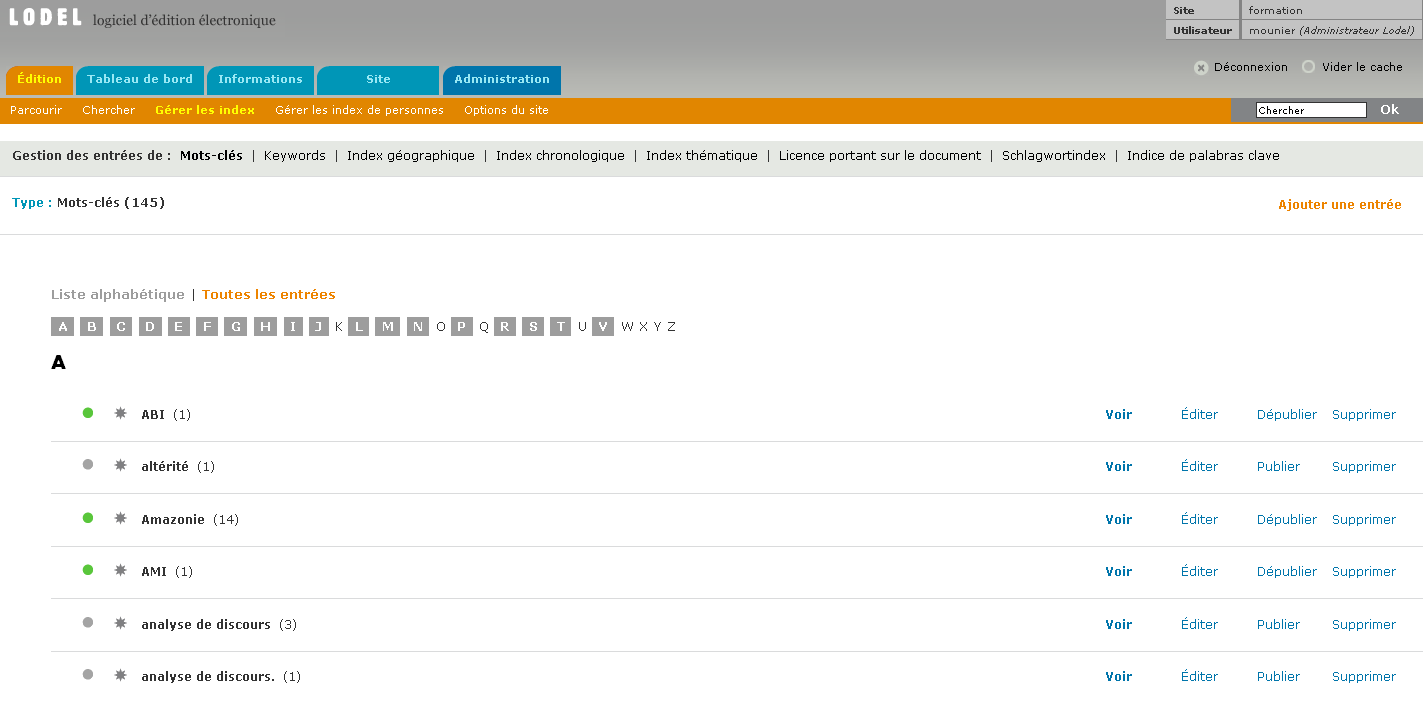 LODEL logiciel d'édition électronique
Site formation
Utilisateur mounier (Administrateur Lodel)
Déconnexion Vider le cache
Édition Tableau de bord Informations Site Administration
Parcourir Chercher Gérer les index Gérer les index de personnes Options du site Chercher Ok
Gestion des entrées de : Mots-clés | Keywords | Index géographique | Index chronologique | Index thématique | Licence portant sur le document | Schlagwortindex | Indice de palabras clave
Type : Mots-clés (145) Ajouter une entrée
Liste alphabétique | Toutes les entrées
A B C D E F G H I J K L M N O P Q R S T U V W X Y Z
A
ABI (1) Voir Éditer Dépublier Supprimer
altérité (1) Voir Éditer Publier Supprimer
Amazonie (14) Voir Éditer Dépublier Supprimer
AMI (1) Voir Éditer Dépublier Supprimer
analyse de discours (3) Voir Éditer Publier Supprimer
analyse de discours. (1) Voir Éditer Publier Supprimer